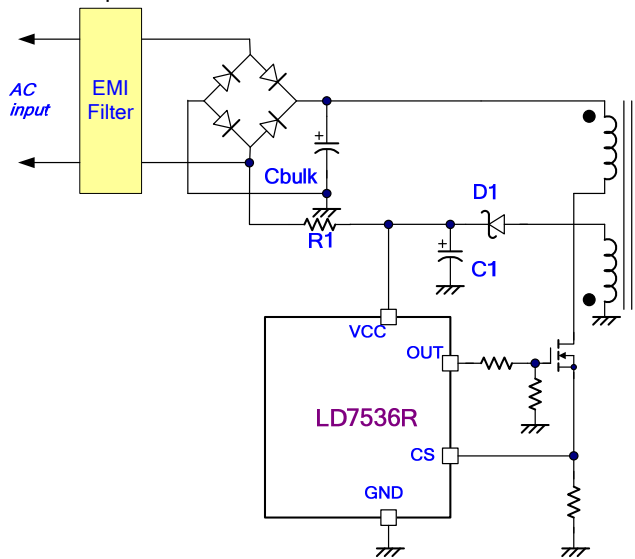 AC
input
EMI
Filter
+
Cbulk
D1
R1
+
C1
VCC
OUT
LD7536R
CS
GND